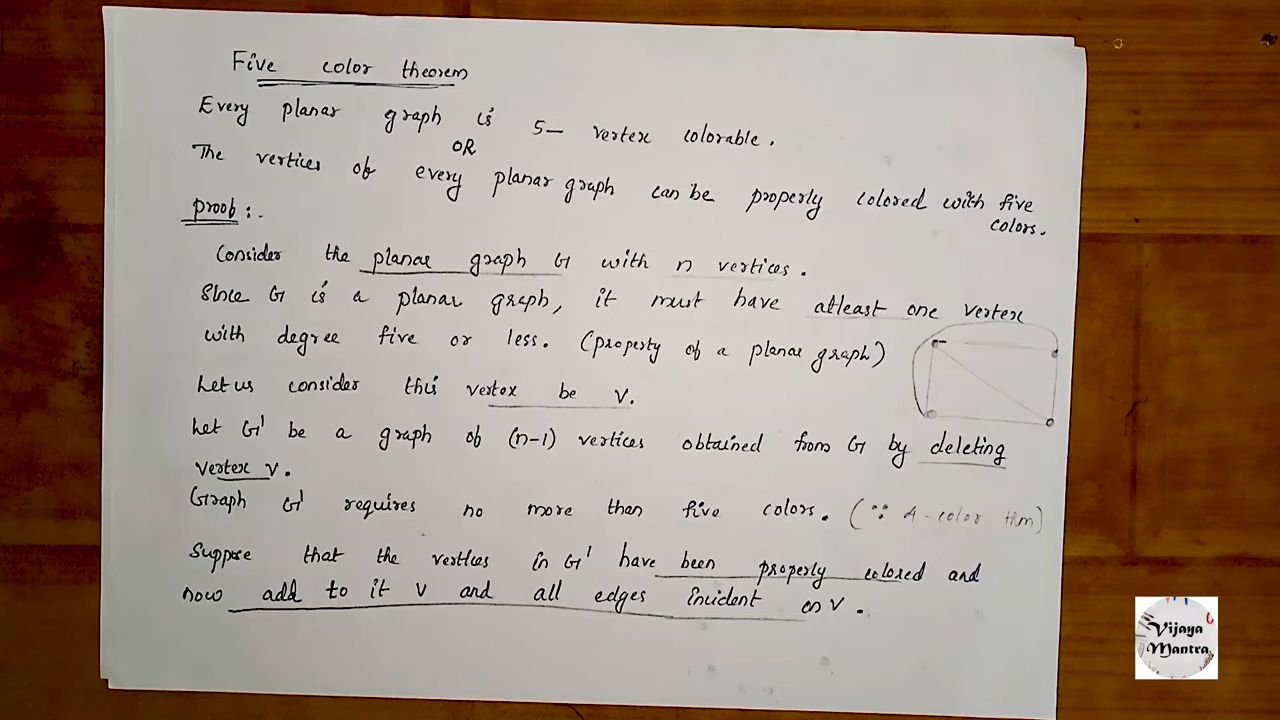 Five color theorem
Every planar graph is 5- vertex colorable.
OR
The vertices of every planar graph can be properly colored with five
colors.
Proof:-
Consider the planar graph G with n vertices.
Since G is a planar graph, it must have atleast one vertex
with degree five or less. (property of a planar graph)
Let us consider this vertex be v.
Let G' be a graph of (n-1) vertices obtained from G by deleting
vertex v.
Graph G' requires no more than five colors. (∵ 4-color thm)
Suppose that the vertices in G' have been properly colored and
now add to it v and all edges incident on v.
Vijaya
Mantra